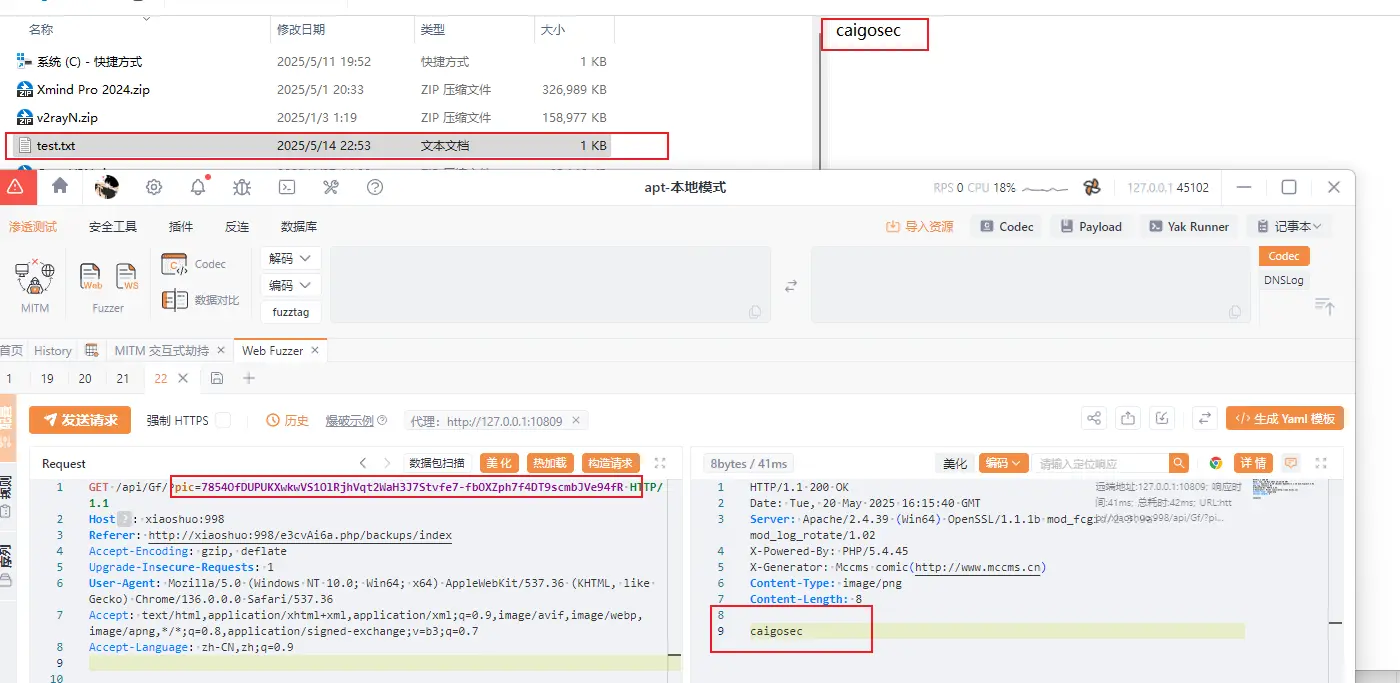 名称 修改日期 类型 大小
caigosec
系统 (C) - 快捷方式 2025/5/11 19:52 快捷方式 1 KB
Xmind Pro 2024.zip 2025/5/1 20:33 ZIP 压缩文件 326,989 KB
v2rayN.zip 2025/1/3 1:19 ZIP 压缩文件 158,977 KB
test.txt 2025/5/14 22:53 文本文档 1 KB
apt-本地模式 RPS 0 CPU 18% 127.0.0.1 45102
渗透测试 安全工具 插件 反连 数据库 导入资源 Codec Payload Yak Runner 记事本
MITM
Web
WS
Fuzzer
Codec
数据对比
解码
编码
fuzztag
Codec
DNSLog
首页 History MITM 交互式劫持 Web Fuzzer
1 19 20 21 22
发送请求 强制 HTTPS 历史 爆破示例 代理: http://127.0.0.1:10809 生成 Yaml 模板
Request 数据包扫描 美化 热加载 构造请求
1 GET /api/Gf/?pic=7854OfDUPUKXwkwVS1OlRjhVqt2WaH3J7Stvfe7-fbOXZph7f4DT9scmbJVe94fR HTTP/
1.1
2 Host ? : xiaoshuo:998
3 Referer: http://xiaoshuo:998/e3cvAi6a.php/backups/index
4 Accept-Encoding: gzip, deflate
5 Upgrade-Insecure-Requests: 1
6 User-Agent: Mozilla/5.0 (Windows NT 10.0; Win64; x64) AppleWebKit/537.36 (KHTML, like
Gecko) Chrome/136.0.0.0 Safari/537.36
7 Accept: text/html,application/xhtml+xml,application/xml;q=0.9,image/avif,image/webp,
image/apng,*/*;q=0.8,application/signed-exchange;v=b3;q=0.7
8 Accept-Language: zh-CN,zh;q=0.9
9
10
8bytes / 41ms 美化 编码 请输入定位响应 详情
1 HTTP/1.1 200 OK
2 Date: Tue, 20 May 2025 16:15:40 GMT
3 Server: Apache/2.4.39 (Win64) OpenSSL/1.1.1b mod_fcgi
mod_log_rotate/1.02
4 X-Powered-By: PHP/5.4.45
5 X-Generator: Mccms comic(http://www.mccms.cn)
6 Content-Type: image/png
7 Content-Length: 8
8
9 caigosec
远端地址:127.0.0.1:10809; 响应时
间:41ms; 总耗时:42ms; URL:htt